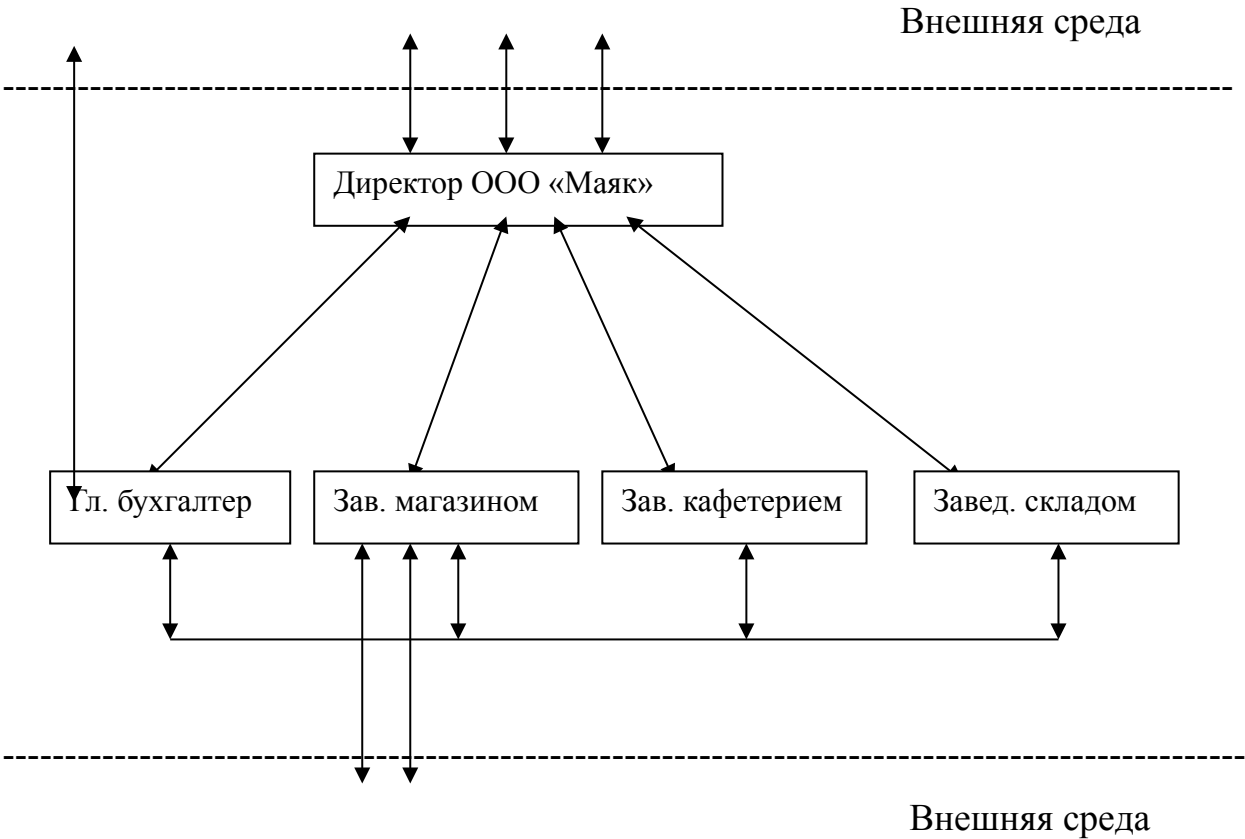 Внешняя среда
Директор ООО «Маяк»
Гл. бухгалтер
Зав. магазином
Зав. кафетерием
Завед. складом
Внешняя среда